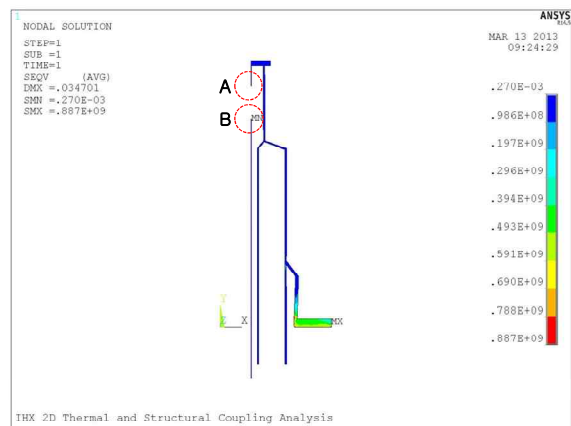 1
NODAL SOLUTION
STEP=1
SUB =1
TIME=1
SEQV (AVG)
DMX =.034701
SMN =.270E-03
SMX =.887E+09
ANSYS
MAR 13 2013
09:24:29
A
B
MN
Y
Z X
MX
.270E-03
.986E+08
.197E+09
.296E+09
.394E+09
.493E+09
.591E+09
.690E+09
.788E+09
.887E+09
IHX 2D Thermal and Structural Coupling Analysis